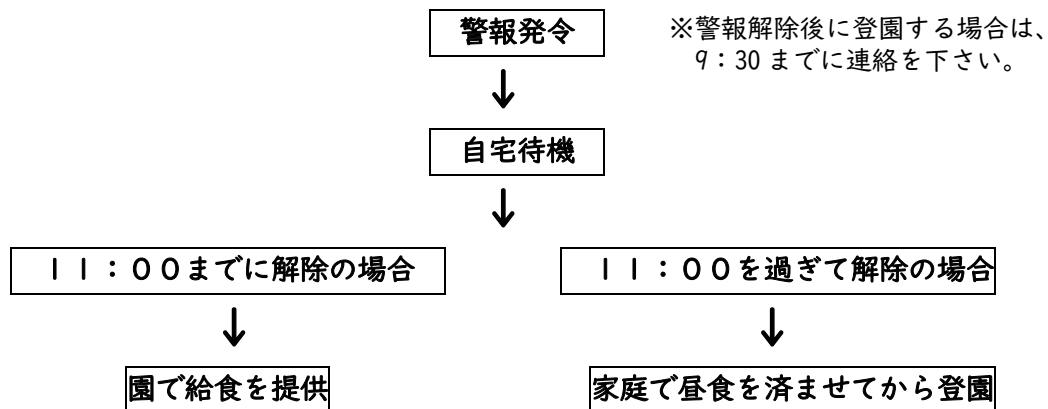 警報発令
※警報解除後に登園する場合は、
9：30までに連絡を下さい。
自宅待機
１１：００までに解除の場合
１１：００を過ぎて解除の場合
園で給食を提供
家庭で昼食を済ませてから登園